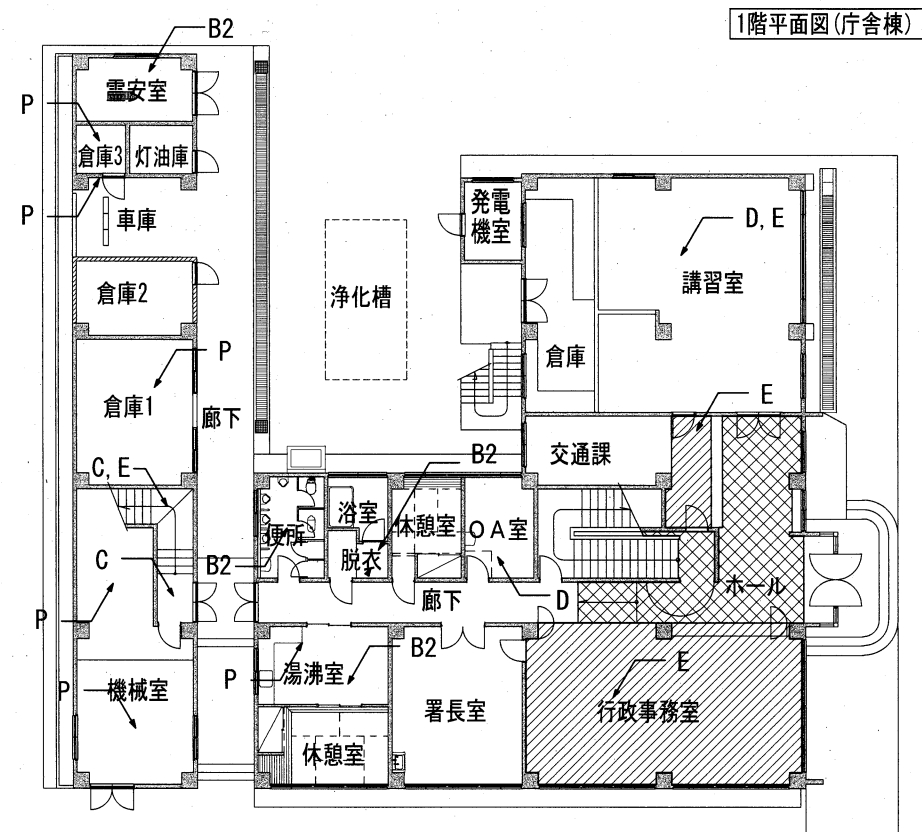 1階平面図(庁舎棟)
B2
霊安室
P
倉庫3
灯油庫
P
車庫
発電
機室
D,E
講習室
倉庫2
浄化槽
P
倉庫
倉庫1
廊下
E
交通課
C,E
B2
浴室
休憩室
OA室
便所
脱衣
C
B2
廊下
D
ホール
P
P
湯沸室
B2
E
P
機械室
署長室
行政事務室
休憩室